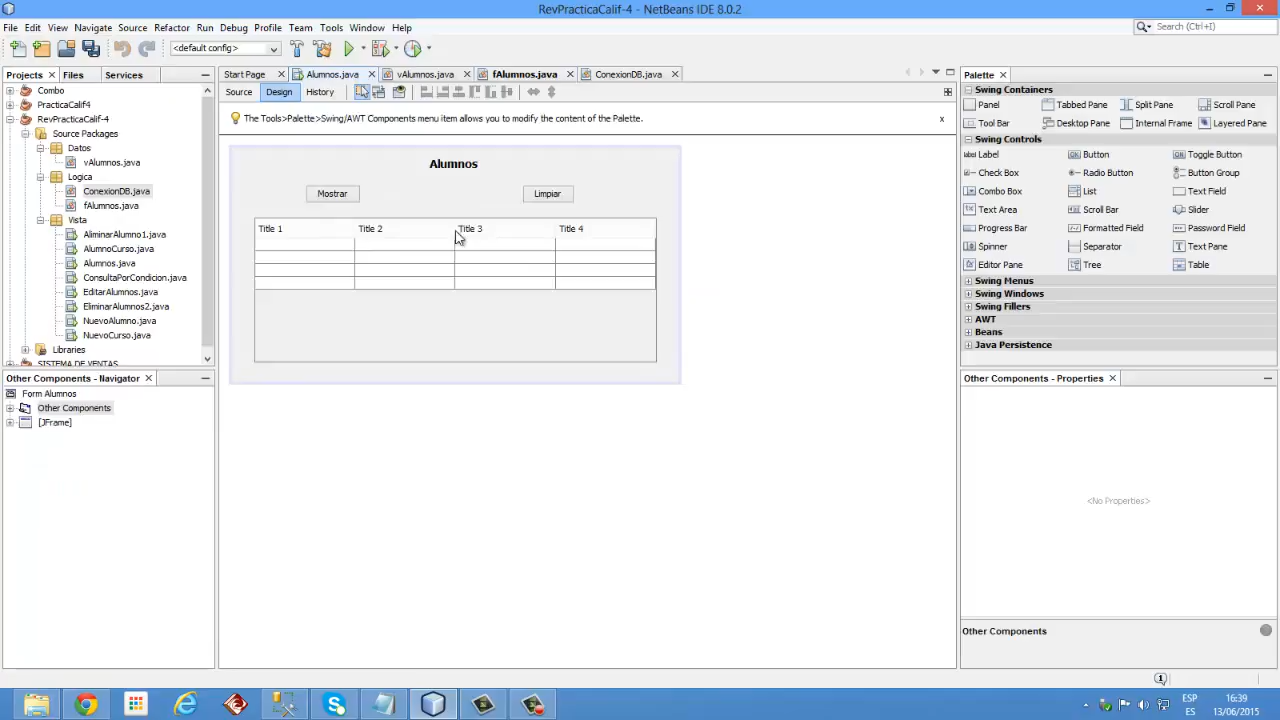 RevPracticaCalif-4 - NetBeans IDE 8.0.2
File Edit View Navigate Source Refactor Run Debug Profile Team Tools Window Help
Search (Ctrl+I)
<default config>
Projects Files Services
Start Page Alumnos.java vAlumnos.java fAlumnos.java ConexionDB.java
Palette
Source Design History
The Tools>Palette>Swing/AWT Components menu item allows you to modify the content of the Palette. x
Combo
PracticaCalif4
RevPracticaCalif-4
Source Packages
Datos
vAlumnos.java
Logica
ConexionDB.java
fAlumnos.java
Vista
AliminarAlumno1.java
AlumnoCurso.java
Alumnos.java
ConsultaPorCondicion.java
EditarAlumnos.java
EliminarAlumnos2.java
NuevoAlumno.java
NuevoCurso.java
Libraries
SISTEMA DE VENTAS
Alumnos
Mostrar Limpiar
Title 1 Title 2 Title 3 Title 4
Swing Containers
Panel Tabbed Pane Split Pane Scroll Pane
Tool Bar Desktop Pane Internal Frame Layered Pane
Swing Controls
Label Button Toggle Button
Check Box Radio Button Button Group
Combo Box List Text Field
Text Area Scroll Bar Slider
Progress Bar Formatted Field Password Field
Spinner Separator Text Pane
Editor Pane Tree Table
Swing Menus
Swing Windows
Swing Fillers
AWT
Beans
Java Persistence
Other Components - Navigator
Form Alumnos
Other Components
[JFrame]
Other Components - Properties
<No Properties>
Other Components
ESP
ES
16:39
13/06/2015